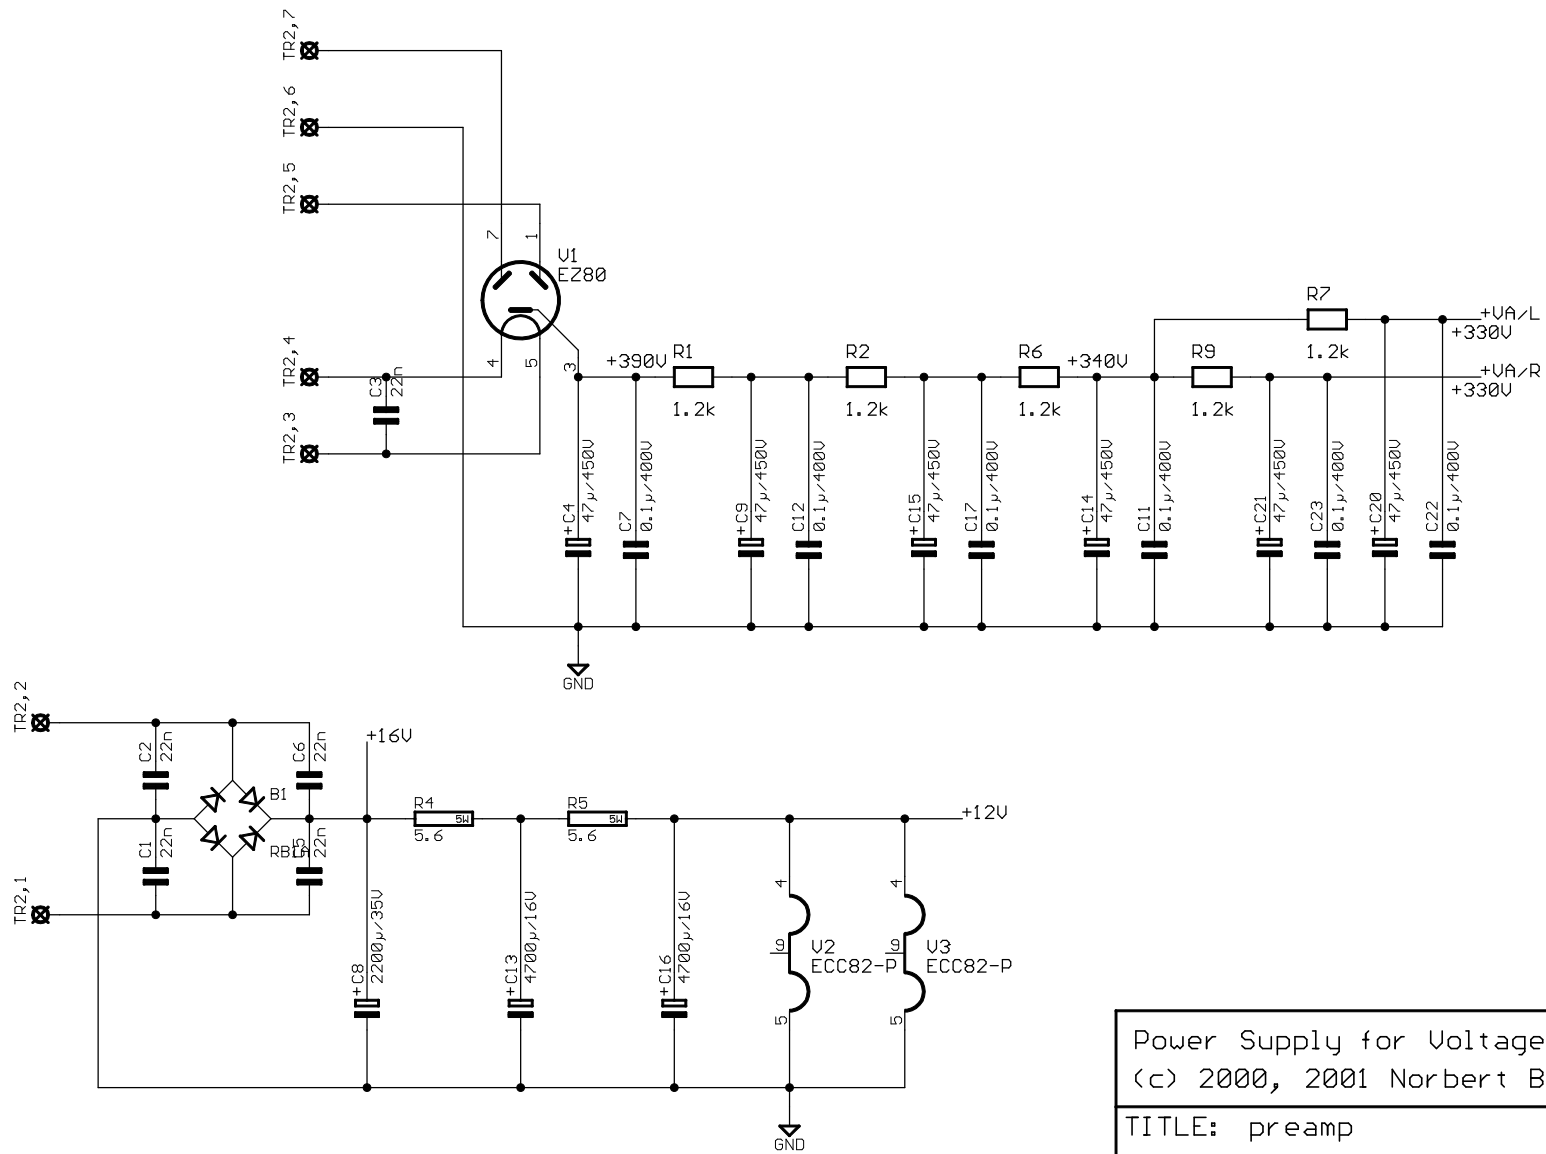 TR2,7
TR2,6
TR2,5
7
1
V1
EZ80
TR2,4
C3
22n
4
5
3
TR2,3
+390V
R1
1.2k
R2
1.2k
R6
1.2k
+340V
R9
1.2k
R7
1.2k
+VA/L
+330V
+VA/R
+330V
+C4
47µ/450V
C7
0.1µ/400V
+C9
47µ/450V
C12
0.1µ/400V
+C15
47µ/450V
C17
0.1µ/400V
+C14
47µ/450V
C11
0.1µ/400V
+C21
47µ/450V
C23
0.1µ/400V
+C20
47µ/450V
C22
0.1µ/400V
GND
TR2,2
C2
22n
C6
22n
+16V
B1
C1
22n
22n
TR2,1
R4
5W
5.6
R5
5W
5.6
+12V
+C8
2200µ/35V
+C13
4700µ/16V
+C16
4700µ/16V
4
9
V2
ECC82-P
5
4
9
V3
ECC82-P
5
GND
Power Supply for Voltage
(c) 2000, 2001 Norbert B
TITLE: preamp